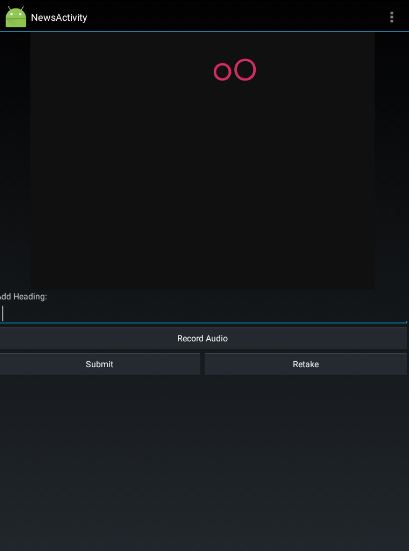 NewsActivity
Add Heading:
Record Audio
Submit
Retake